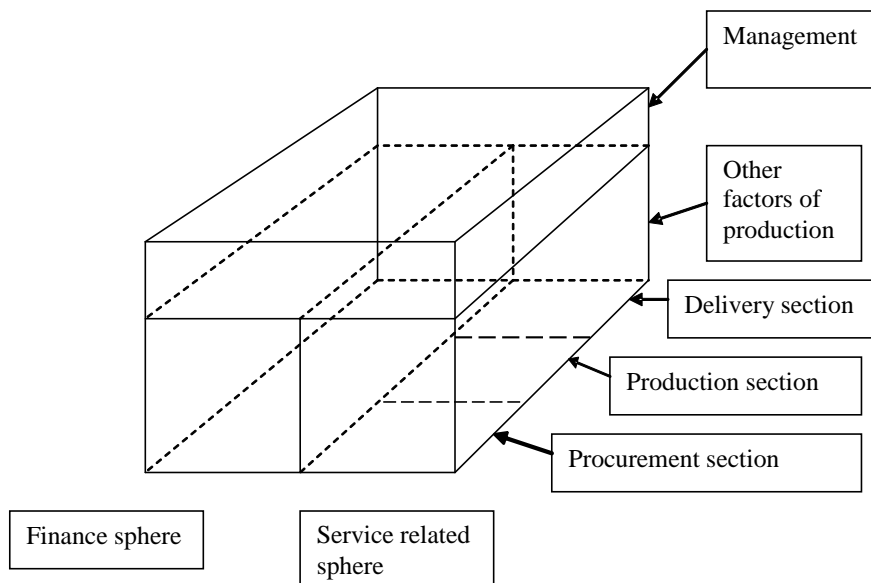 Management
Other
factors of
production
Delivery section
Production section
Procurement section
Finance sphere
Service related
sphere